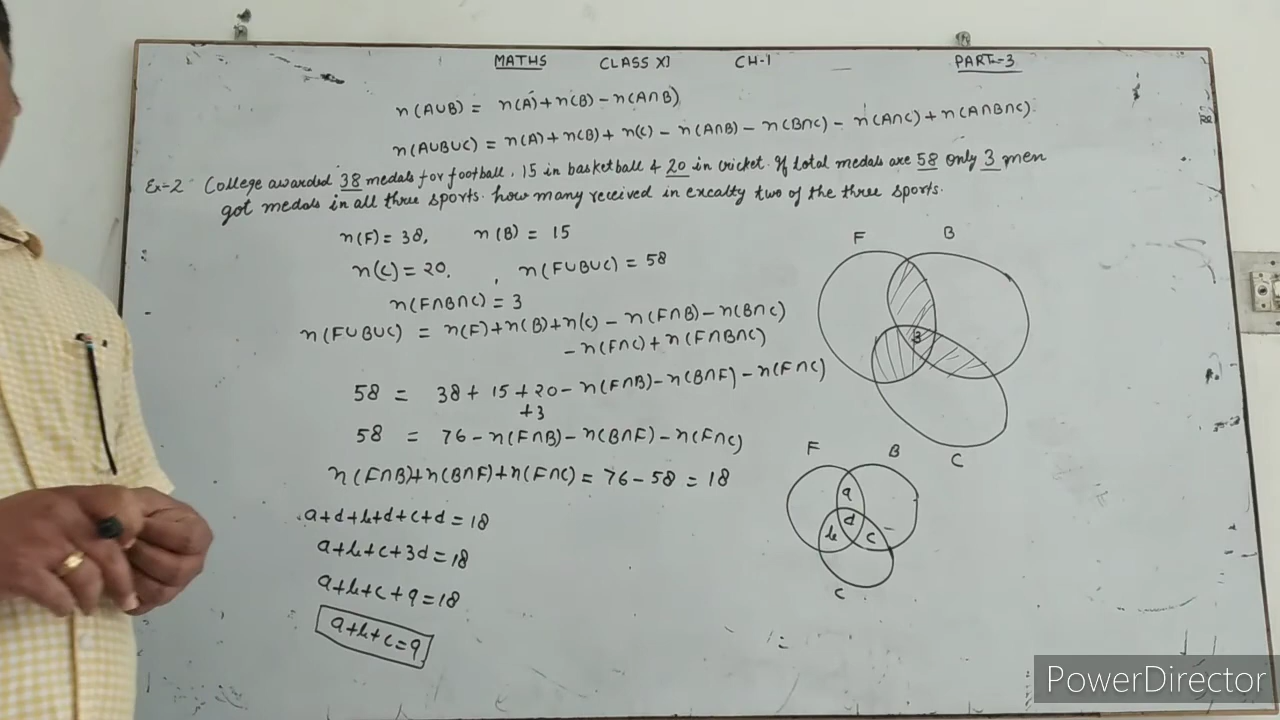 MATHS CLASS XI CH-1 PART-3
n(A∪B) = n(A)+n(B)-n(A∩B)
n(A∪B∪C) = n(A)+n(B)+n(C)-n(A∩B)-n(B∩C)-n(A∩C)+n(A∩B∩C)
Ex-2 College awarded 38 medals for football, 15 in basketball & 20 in cricket. If total medals are 58 only 3 men
got medals in all three sports. how many received in excalty two of the three sports.
n(F)=38, n(B)=15
n(C)=20, n(F∪B∪C)=58
n(F∩B∩C)=3
n(F∪B∪C) = n(F)+n(B)+n(C)-n(F∩B)-n(B∩C)
-n(F∩C)+n(F∩B∩C)
58 = 38+15+20-n(F∩B)-n(B∩F)-n(F∩C)
+3
58 = 76-n(F∩B)-n(B∩F)-n(F∩C)
n(F∩B)+n(B∩F)+n(F∩C)=76-58=18
a+d+b+d+c+d=18
a+b+c+3d=18
a+b+c+9=18
a+b+c=9
F B
3
C
F B
a
d
b c
C
PowerDirector